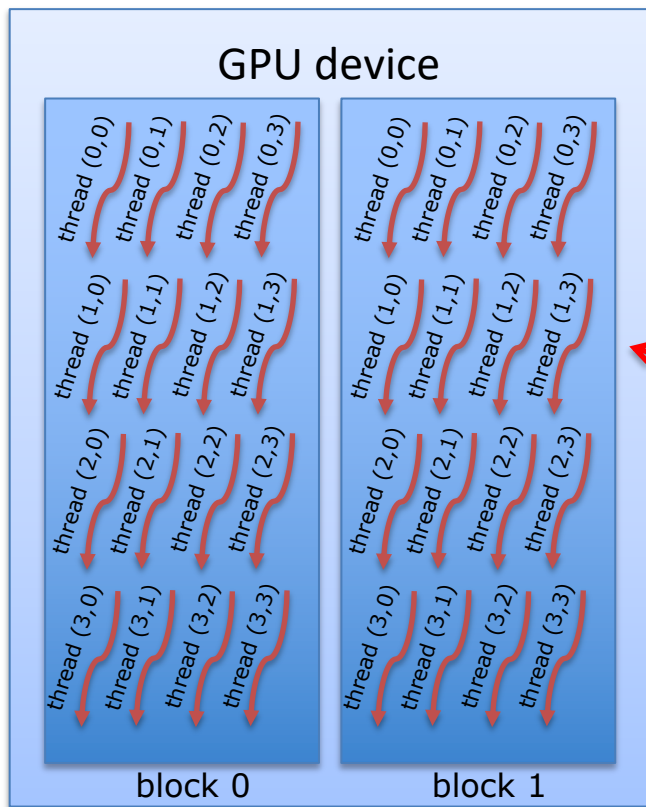 GPU device
thread (0,0)
thread (0,1)
thread (0,2)
thread (0,3)
thread (1,0)
thread (1,1)
thread (1,2)
thread (1,3)
thread (2,0)
thread (2,1)
thread (2,2)
thread (2,3)
thread (3,0)
thread (3,1)
thread (3,2)
thread (3,3)
block 0
thread (0,0)
thread (0,1)
thread (0,2)
thread (0,3)
thread (1,0)
thread (1,1)
thread (1,2)
thread (1,3)
thread (2,0)
thread (2,1)
thread (2,2)
thread (2,3)
thread (3,0)
thread (3,1)
thread (3,2)
thread (3,3)
block 1